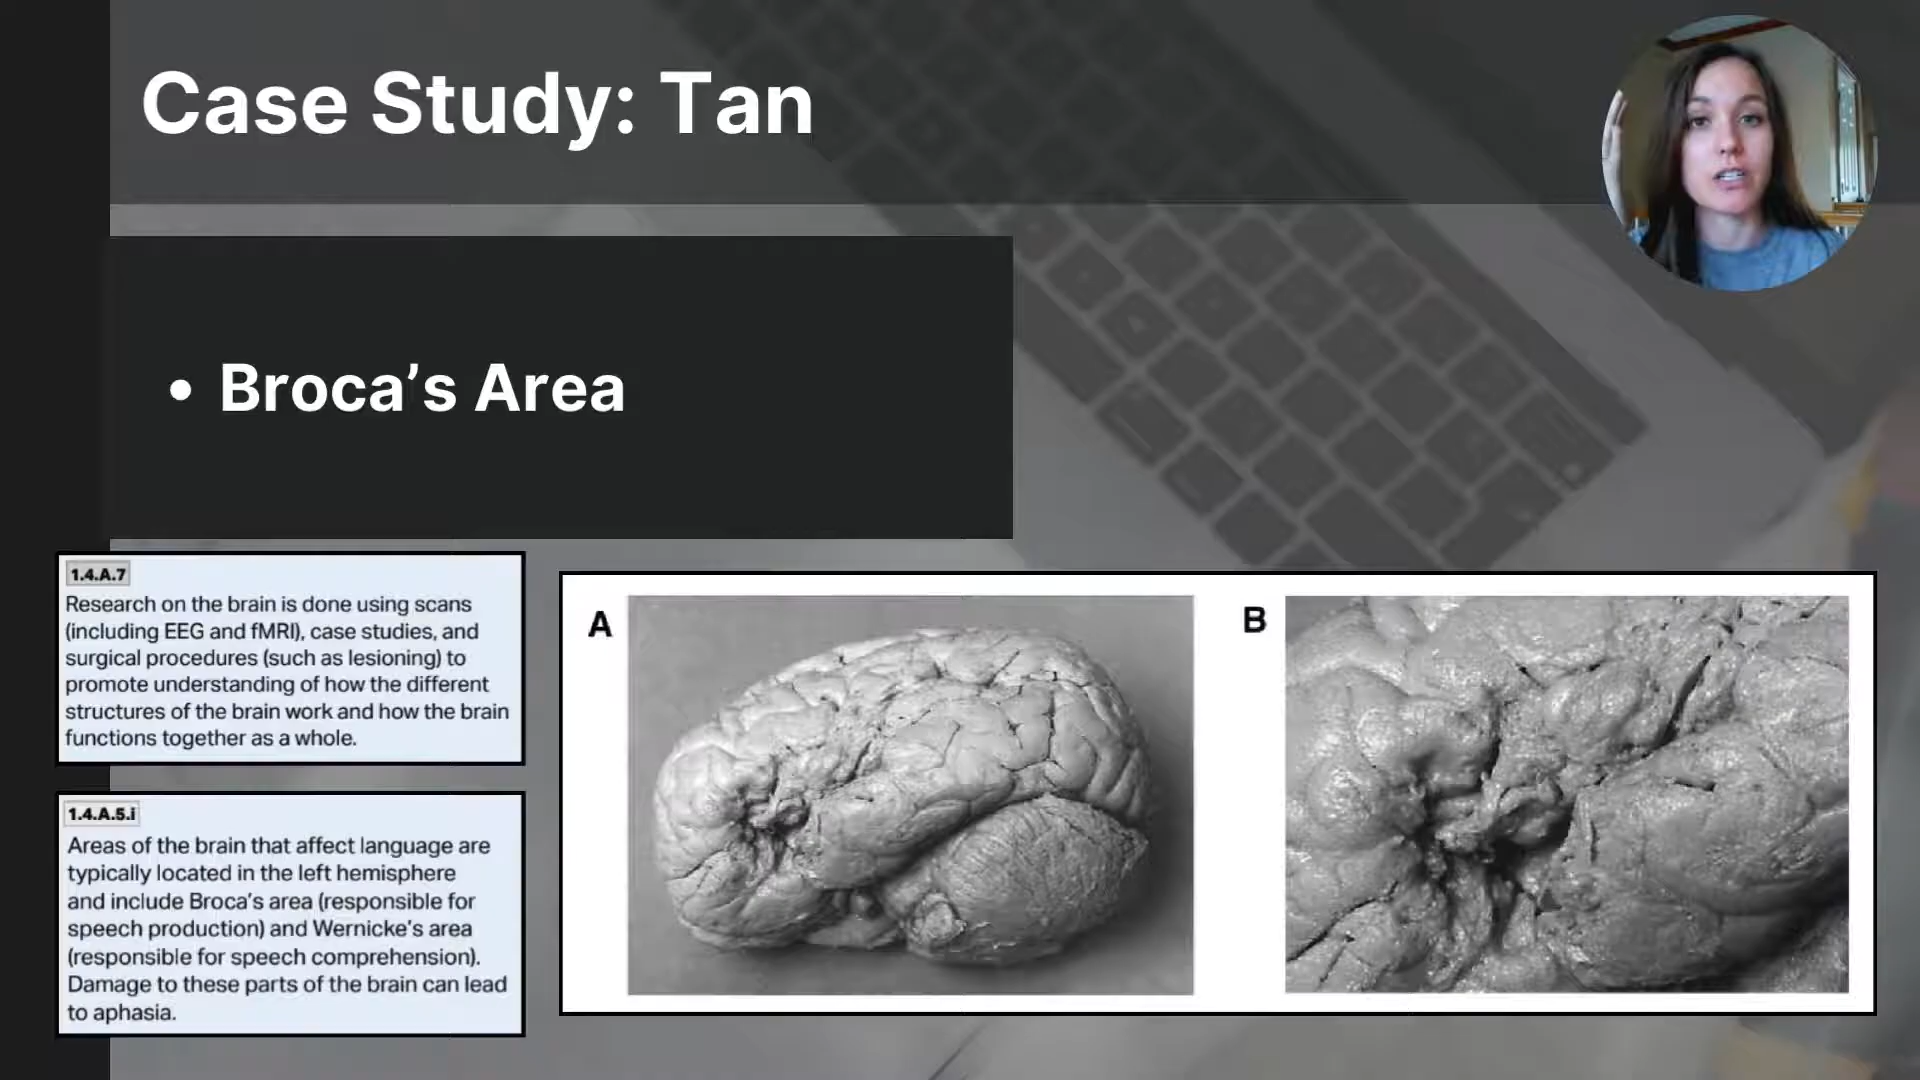 Case Study: Tan
• Broca’s Area
1.4.A.7
Research on the brain is done using scans
(including EEG and fMRI), case studies, and
surgical procedures (such as lesioning) to
promote understanding of how the different
structures of the brain work and how the brain
functions together as a whole.
1.4.A.5.i
Areas of the brain that affect language are
typically located in the left hemisphere
and include Broca’s area (responsible for
speech production) and Wernicke’s area
(responsible for speech comprehension).
Damage to these parts of the brain can lead
to aphasia.
A
B